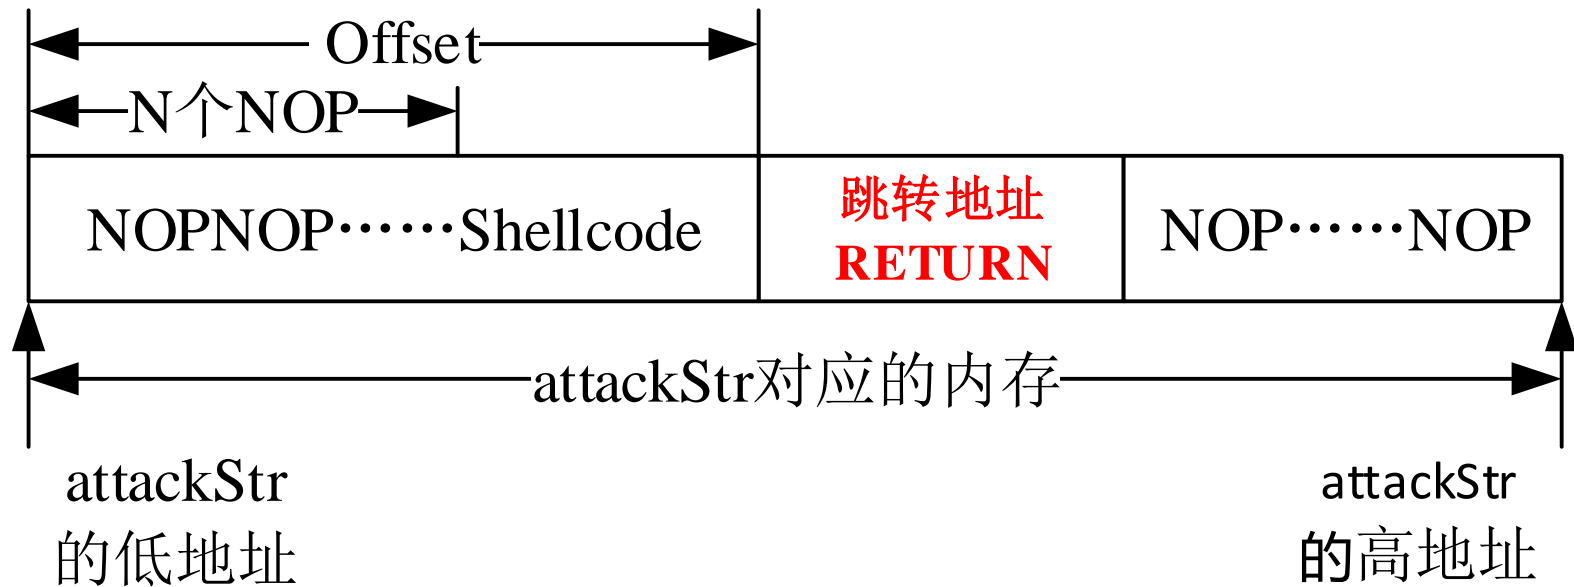 Offset
N个NOP
NOPNOP……Shellcode
跳转地址
RETURN
NOP……NOP
attackStr对应的内存
attackStr
的低地址
attackStr
的高地址